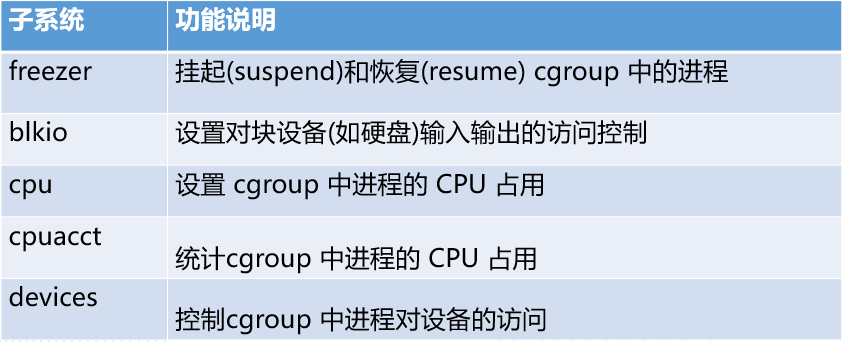 子系统 功能说明
freezer 挂起(suspend)和恢复(resume) cgroup 中的进程
blkio 设置对块设备(如硬盘)输入输出的访问控制
cpu 设置 cgroup 中进程的 CPU 占用
cpuacct 统计cgroup 中进程的 CPU 占用
devices 控制cgroup 中进程对设备的访问